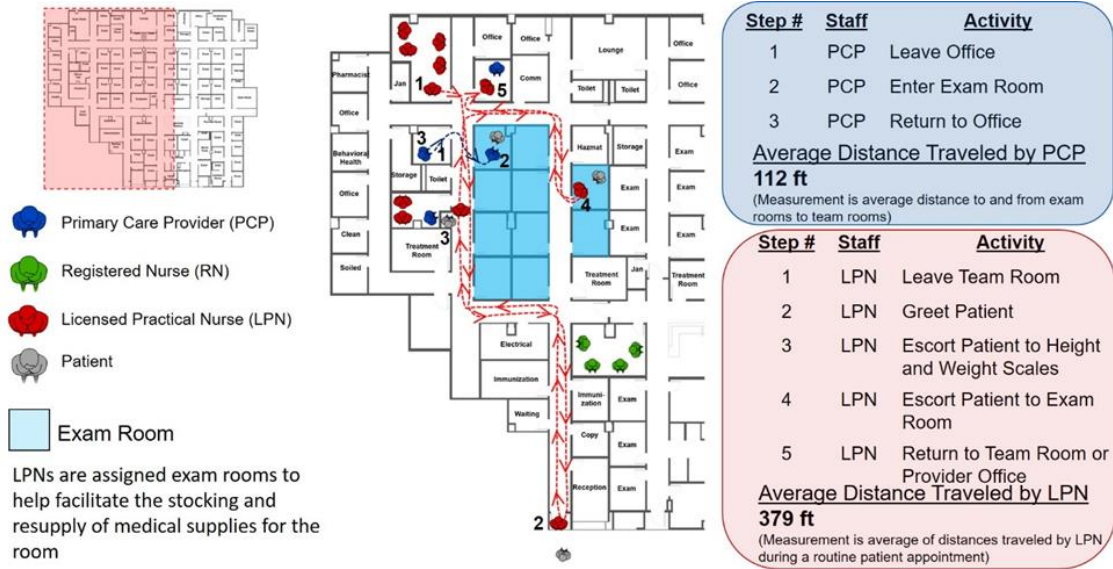 Primary Care Provider (PCP)
Registered Nurse (RN)
Licensed Practical Nurse (LPN)
Patient
Exam Room
LPNs are assigned exam rooms to
help facilitate the stocking and
resupply of medical supplies for the
room
Office
Office
Office
Lounge
Office
Pharmacist
Jan
1
5
Comm
Toilet
Toilet
Office
Office
3
1
2
Hazmat
Storage
Exam
Behavioral
Health
Storage
Toilet
4
Exam
Exam
Office
3
Exam
Exam
Clean
Treatment
Room
Soiled
Treatment
Room
Jan
Treatment
Room
Electrical
Immunization
Immuni-
zation
Exam
Waiting
Copy
Exam
Reception
Exam
2
Step # Staff Activity
1 PCP Leave Office
2 PCP Enter Exam Room
3 PCP Return to Office
Average Distance Traveled by PCP
112 ft
(Measurement is average distance to and from exam
rooms to team rooms)
Step # Staff Activity
1 LPN Leave Team Room
2 LPN Greet Patient
3 LPN Escort Patient to Height
and Weight Scales
4 LPN Escort Patient to Exam
Room
5 LPN Return to Team Room or
Provider Office
Average Distance Traveled by LPN
379 ft
(Measurement is average of distances traveled by LPN
during a routine patient appointment)